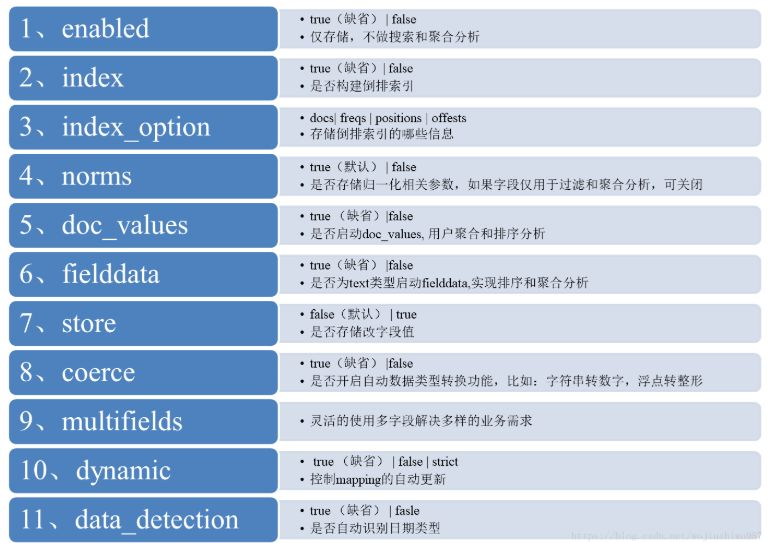 1、enabled
• true（缺省）| false
• 仅存储，不做搜索和聚合分析
2、index
• true（缺省）| false
• 是否构建倒排索引
3、index_option
• docs| freqs | positions | offests
• 存储倒排索引的哪些信息
4、norms
• true（默认）| false
• 是否存储归一化相关参数，如果字段仅用于过滤和聚合分析，可关闭
5、doc_values
• true（缺省）|false
• 是否启动doc_values, 用户聚合和排序分析
6、fielddata
• true（缺省）|false
• 是否为text类型启动fielddata,实现排序和聚合分析
7、store
• false（默认） | true
• 是否存储改字段值
8、coerce
• true（缺省）|false
• 是否开启自动数据类型转换功能，比如：字符串转数字，浮点转整形
9、multifields
• 灵活的使用多字段解决多样的业务需求
10、dynamic
• true （缺省） | false | strict
• 控制mapping的自动更新
11、data_detection
• true （缺省） | fasle
• 是否自动识别日期类型
https://blog.csdn.net/wojinshixo987